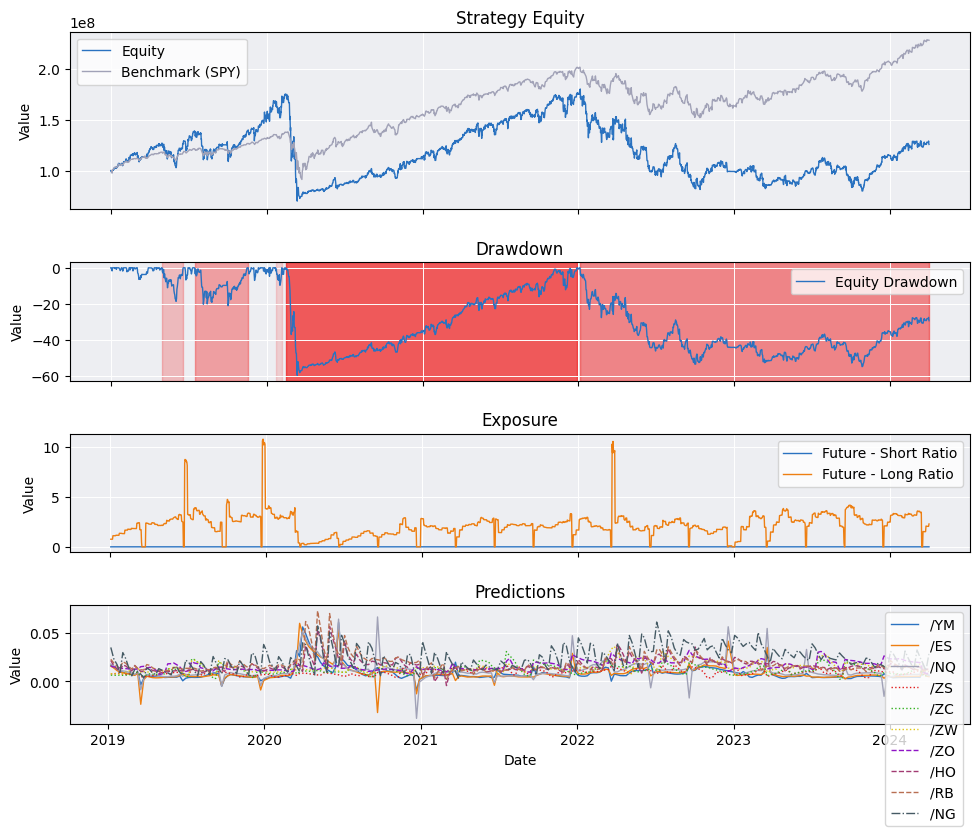 Strategy Equity
1e8
Value
2.0
1.5
1.0
Equity
Benchmark (SPY)
Drawdown
Value
0
−20
−40
−60
Equity Drawdown
Exposure
Value
10
5
0
Future - Short Ratio
Future - Long Ratio
Predictions
Value
0.05
0.00
2019
2020
2021
2022
2023
2024
Date
/YM
/ES
/NQ
/ZS
/ZC
/ZW
/ZO
/HO
/RB
/NG